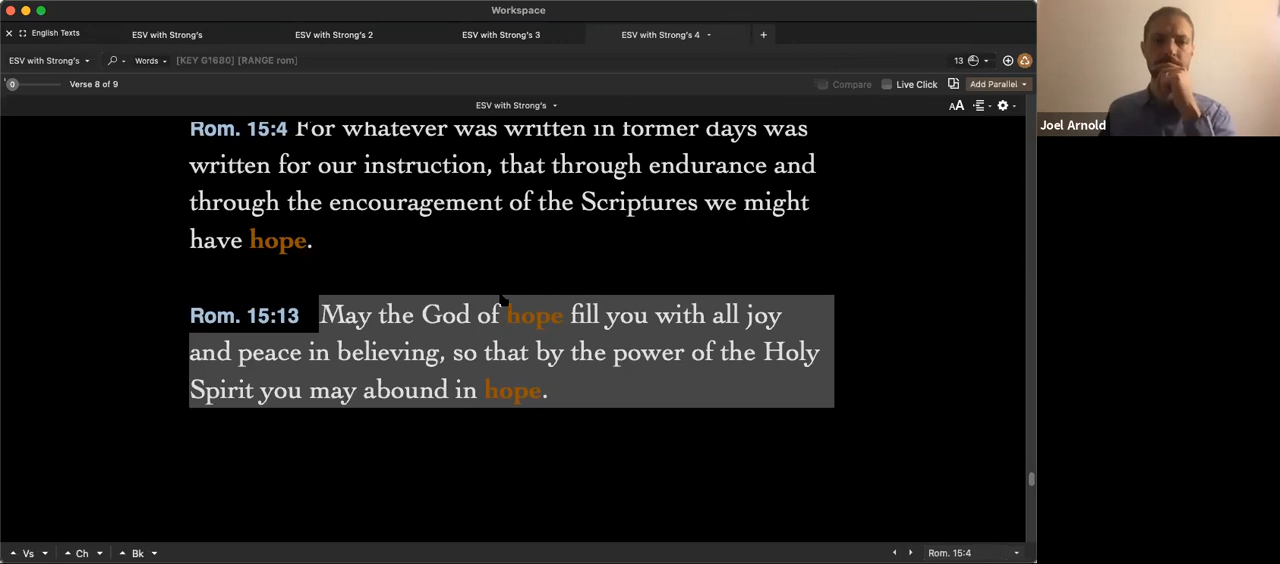 Workspace
English Texts
ESV with Strong's
ESV with Strong's 2
ESV with Strong's 3
ESV with Strong's 4
+
ESV with Strong's
Words
[KEY G1680] [RANGE rom]
13
0
Verse 8 of 9
Compare
Live Click
Add Parallel
ESV with Strong's
AA
Rom. 15:4 For whatever was written in former days was
written for our instruction, that through endurance and
through the encouragement of the Scriptures we might
have hope.
Rom. 15:13 May the God of hope fill you with all joy
and peace in believing, so that by the power of the Holy
Spirit you may abound in hope.
Vs
Ch
Bk
Rom. 15:4
Joel Arnold